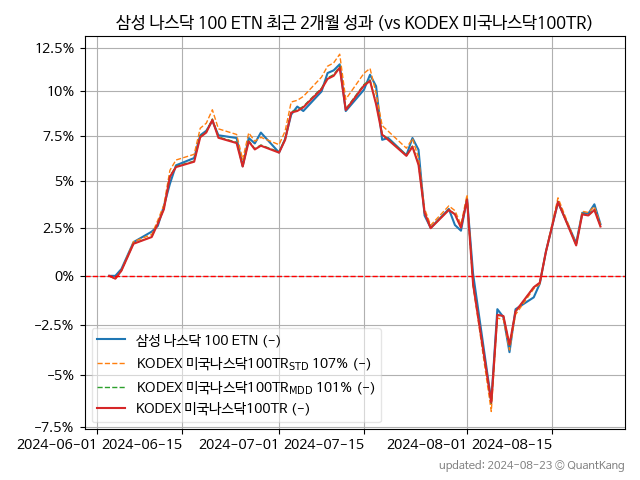 삼성 나스닥 100 ETN 최근 2개월 성과 (vs KODEX 미국나스닥100TR)
12.5%
10%
7.5%
5%
2.5%
0%
−2.5%
−5%
−7.5%
삼성 나스닥 100 ETN (-)
KODEX 미국나스닥100TRSTD 107% (-)
KODEX 미국나스닥100TRMDD 101% (-)
KODEX 미국나스닥100TR (-)
2024-06-01 2024-06-15 2024-07-01 2024-07-15 2024-08-01 2024-08-15
updated: 2024-08-23 © QuantKang